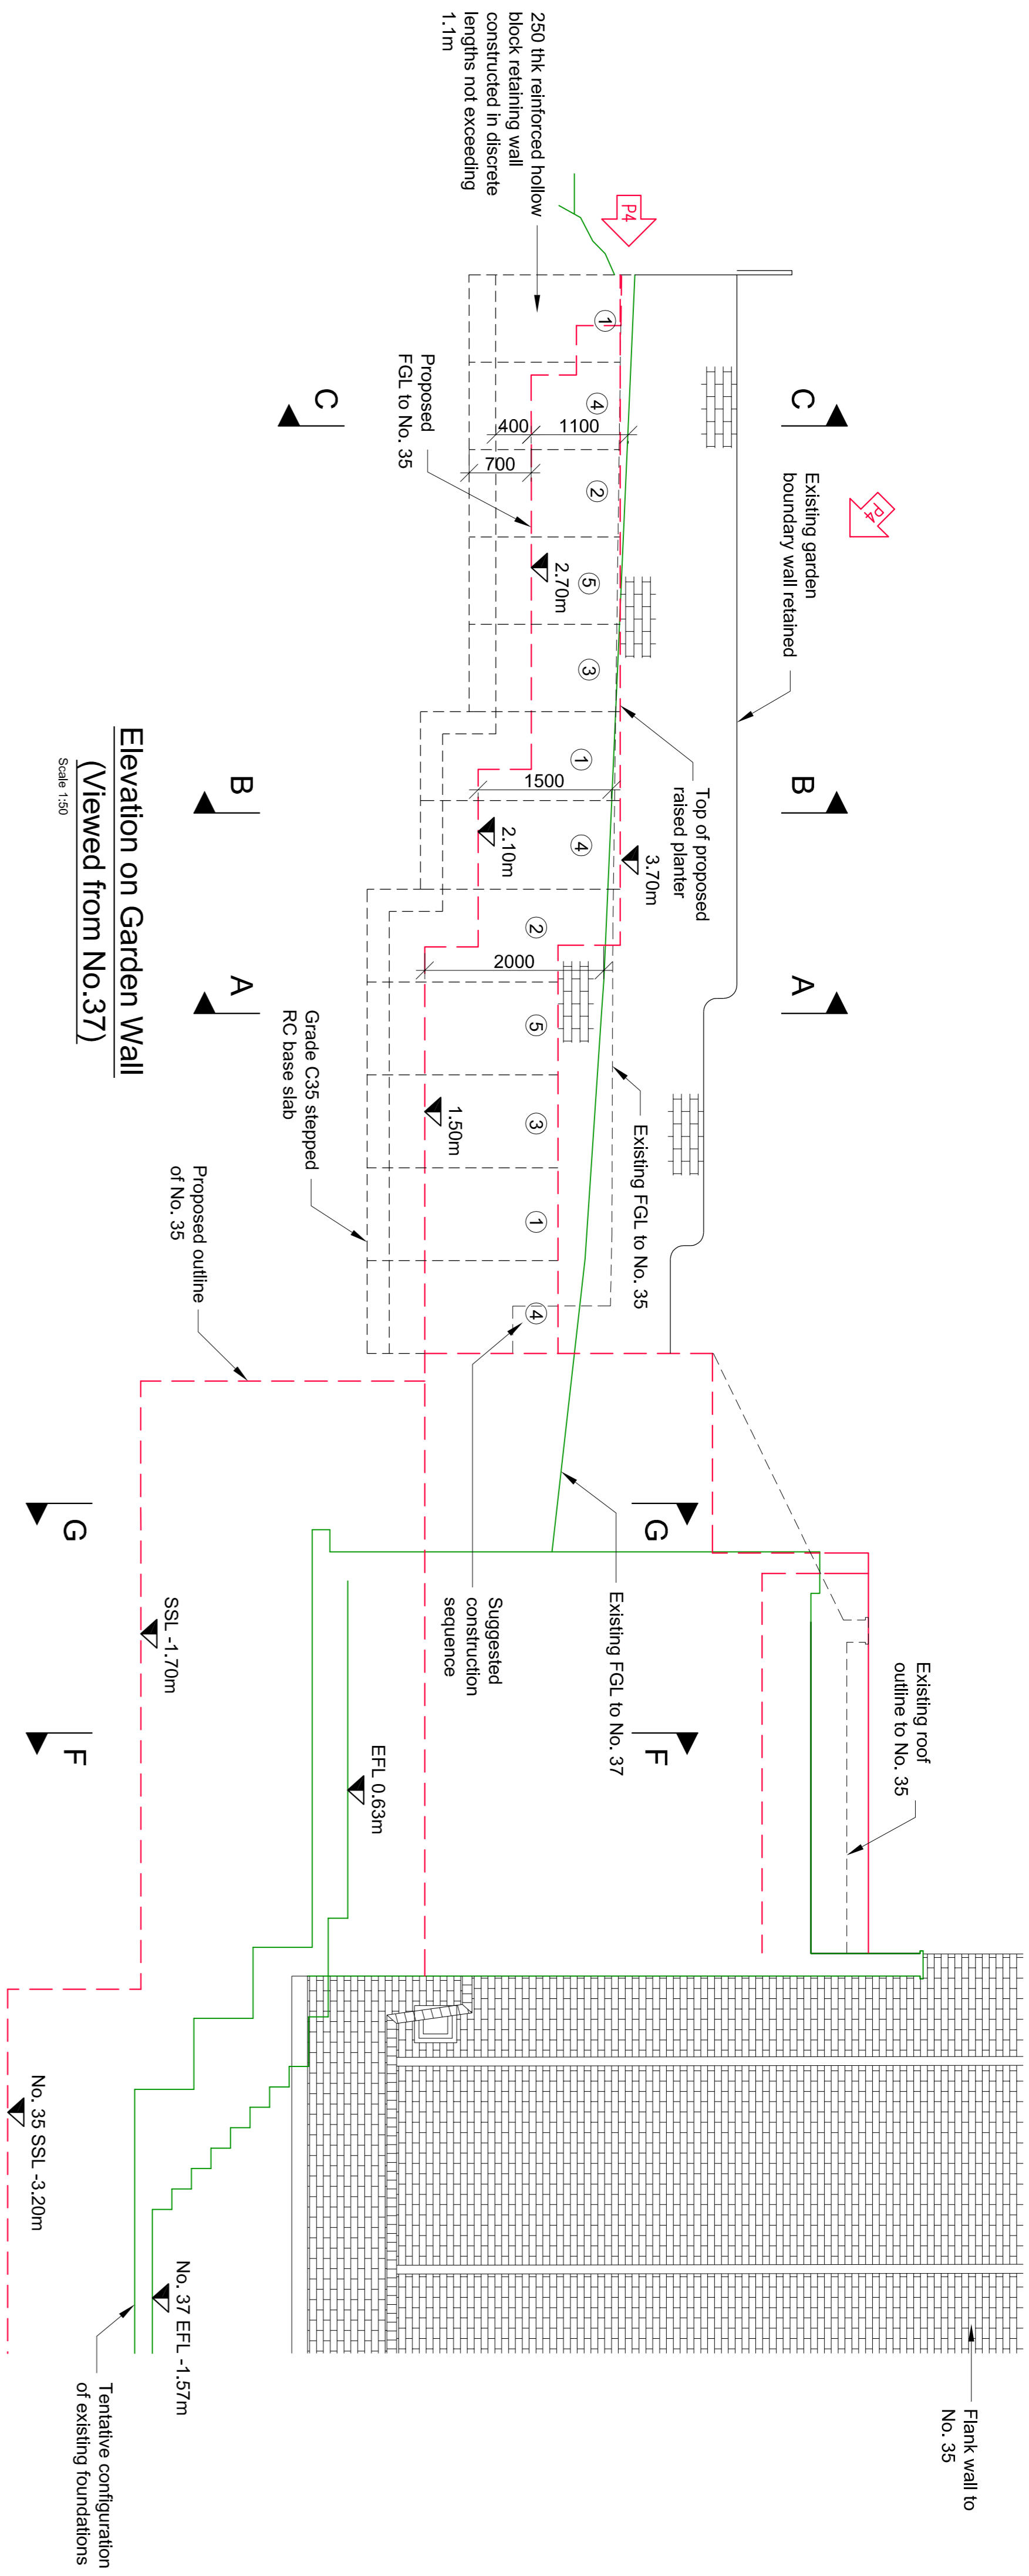 250 thk reinforced hollow
block retaining wall
constructed in discrete
lengths not exceeding
1.1m
P4
P4
C
C
Existing garden
boundary wall retained
B
B
A
A
Top of proposed
raised planter
3.70m
Existing FGL to No. 35
1
4
2
5
3
1
4
2
5
3
1
4
400
1100
700
1500
2000
2.70m
2.10m
1.50m
Proposed
FGL to No. 35
Grade C35 stepped
RC base slab
Proposed outline
of No. 35
Suggested
construction
sequence
Existing FGL to No. 37
G
G
F
F
Existing roof
outline to No. 35
EFL 0.63m
SSL -1.70m
No. 35 SSL -3.20m
No. 37 EFL -1.57m
Flank wall to
No. 35
Tentative configuration
of existing foundations
Elevation on Garden Wall
(Viewed from No.37)
Scale 1:50